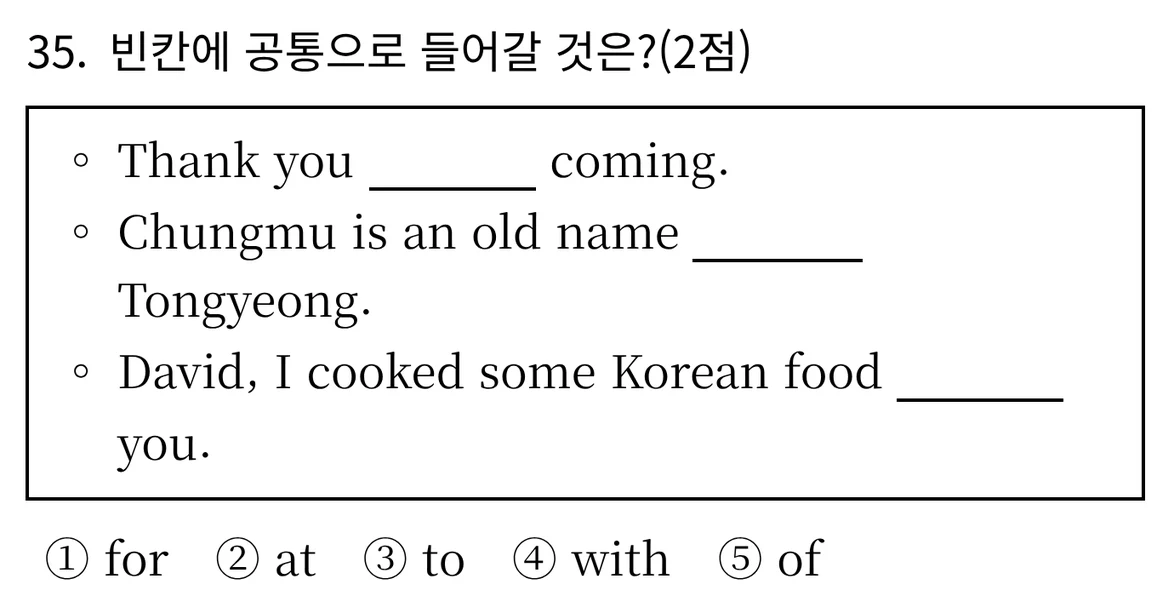 35. 빈칸에 공통으로 들어갈 것은?(2점)
◦ Thank you ______ coming.
◦ Chungmu is an old name ______
Tongyeong.
◦ David, I cooked some Korean food ______
you.
① for ② at ③ to ④ with ⑤ of